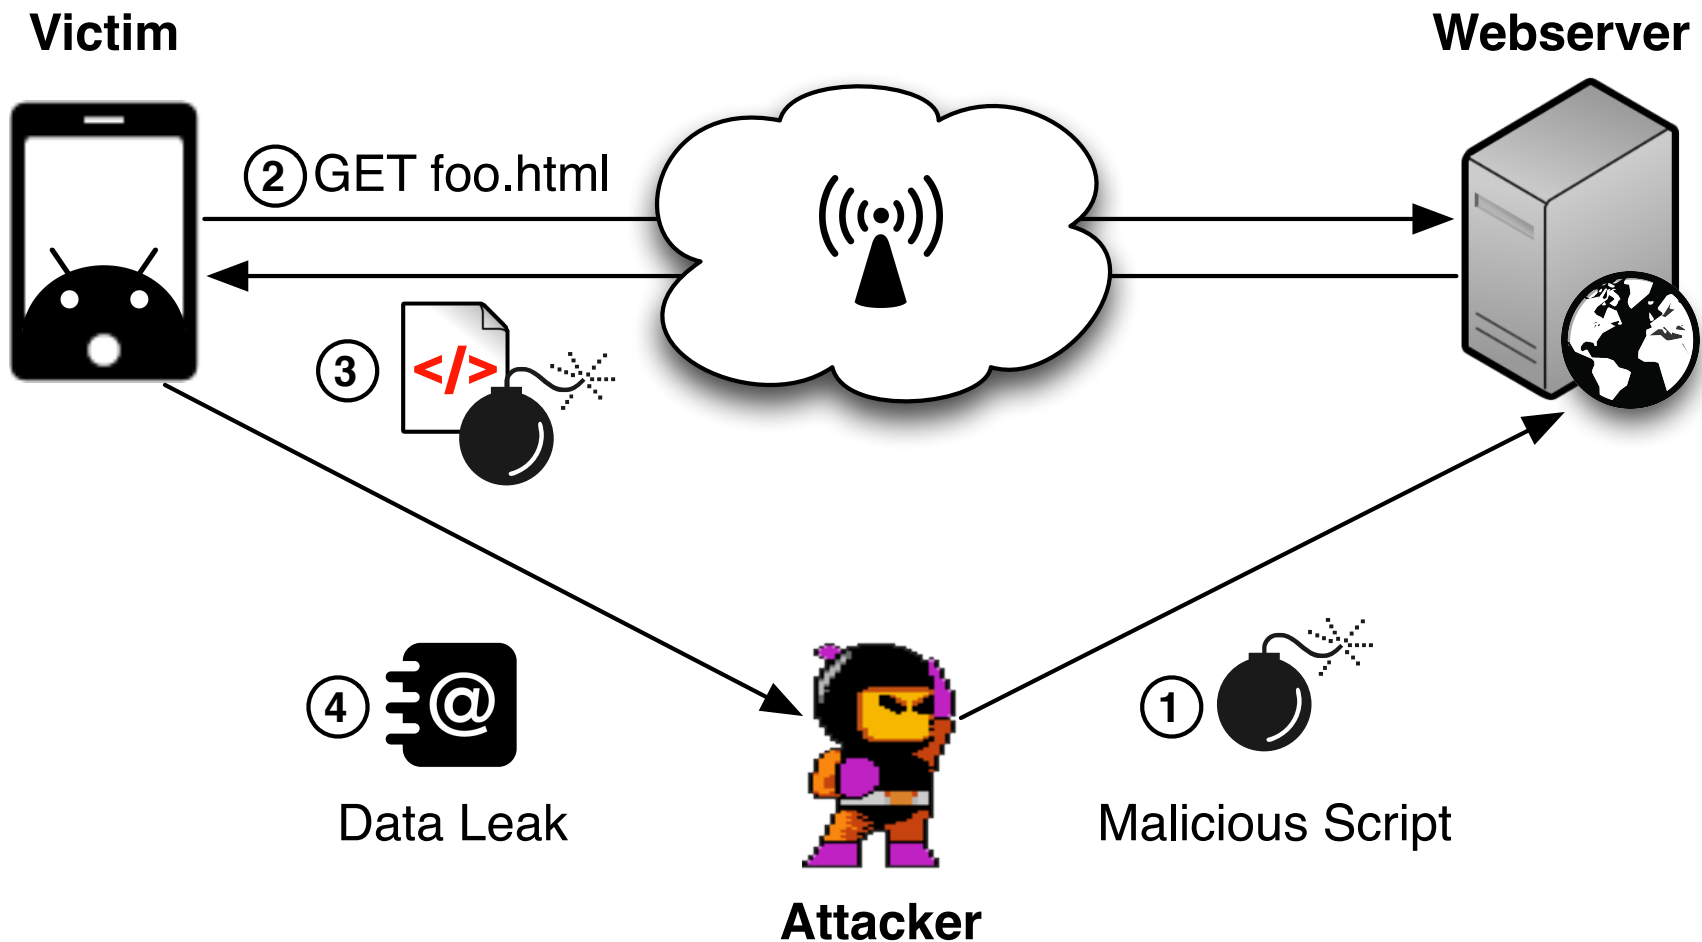 Victim
Webserver
2 GET foo.html
3 </>
4 @
1
Data Leak
Malicious Script
Attacker